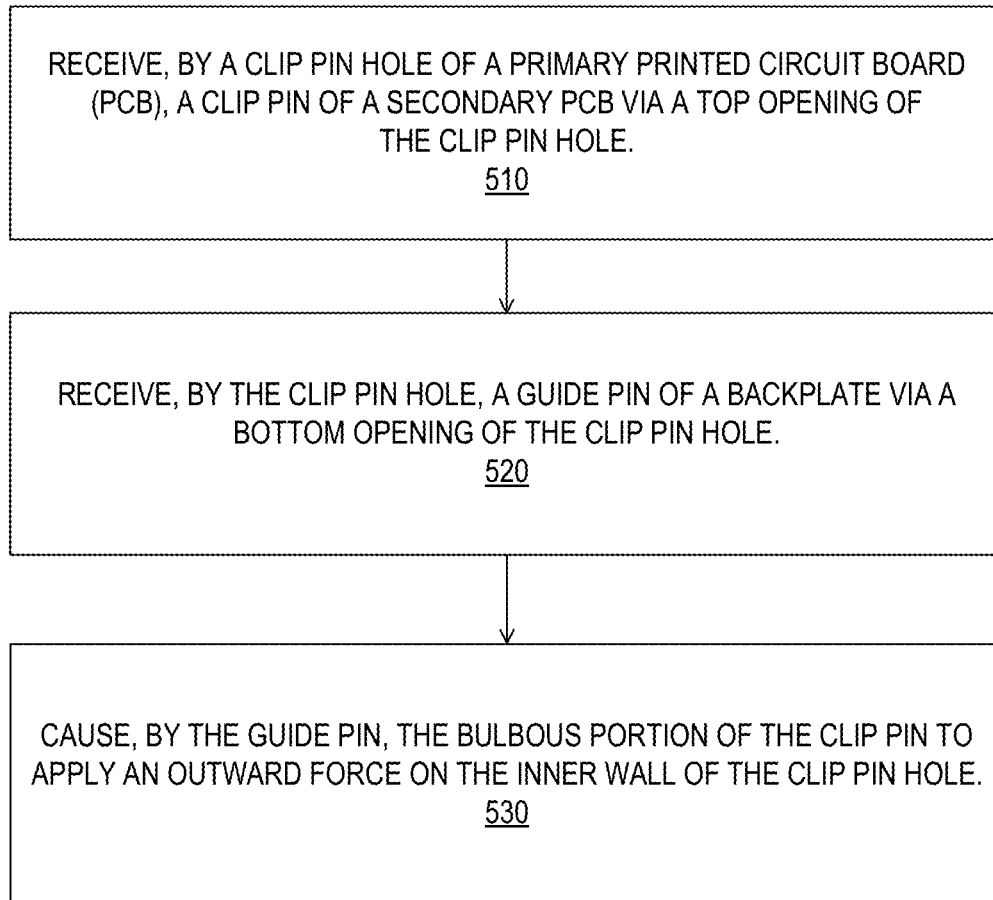 RECEIVE, BY A CLIP PIN HOLE OF A PRIMARY PRINTED CIRCUIT BOARD
(PCB), A CLIP PIN OF A SECONDARY PCB VIA A TOP OPENING OF
THE CLIP PIN HOLE.
510
RECEIVE, BY THE CLIP PIN HOLE, A GUIDE PIN OF A BACKPLATE VIA A
BOTTOM OPENING OF THE CLIP PIN HOLE.
520
CAUSE, BY THE GUIDE PIN, THE BULBOUS PORTION OF THE CLIP PIN TO
APPLY AN OUTWARD FORCE ON THE INNER WALL OF THE CLIP PIN HOLE.
530